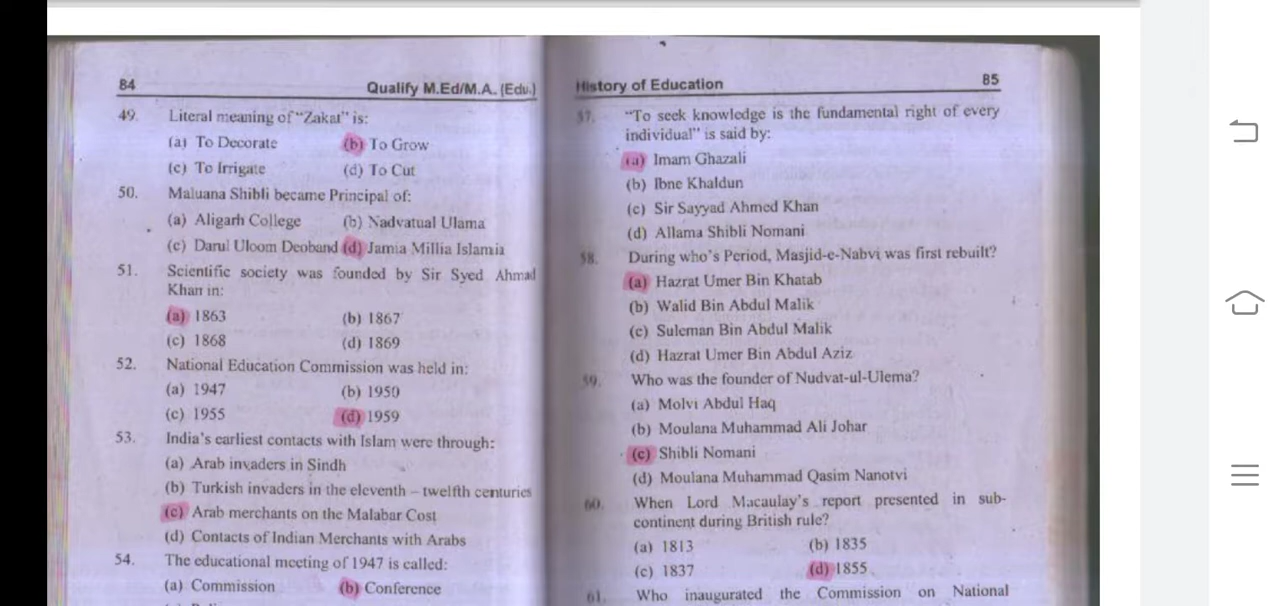 84
Qualify M.Ed/M.A. (Edu.)
49. Literal meaning of "Zakat" is:
(a) To Decorate (b) To Grow
(c) To Irrigate (d) To Cut
50. Maluana Shibli became Principal of:
(a) Aligarh College (b) Nadvatual Ulama
(c) Darul Uloom Deoband (d) Jamia Millia Islamia
51. Scientific society was founded by Sir Syed Ahmad
Khan in:
(a) 1863 (b) 1867
(c) 1868 (d) 1869
52. National Education Commission was held in:
(a) 1947 (b) 1950
(c) 1955 (d) 1959
53. India's earliest contacts with Islam were through:
(a) Arab invaders in Sindh
(b) Turkish invaders in the eleventh – twelfth centuries
(c) Arab merchants on the Malabar Cost
(d) Contacts of Indian Merchants with Arabs
54. The educational meeting of 1947 is called:
(a) Commission (b) Conference
History of Education
85
57. "To seek knowledge is the fundamental right of every
individual" is said by:
(a) Imam Ghazali
(b) Ibne Khaldun
(c) Sir Sayyad Ahmed Khan
(d) Allama Shibli Nomani
58. During who's Period, Masjid-e-Nabvi was first rebuilt?
(a) Hazrat Umer Bin Khatab
(b) Walid Bin Abdul Malik
(c) Suleman Bin Abdul Malik
(d) Hazrat Umer Bin Abdul Aziz
59. Who was the founder of Nudvat-ul-Ulema?
(a) Molvi Abdul Haq
(b) Moulana Muhammad Ali Johar
(c) Shibli Nomani
(d) Moulana Muhammad Qasim Nanotvi
60. When Lord Macaulay's report presented in sub-
continent during British rule?
(a) 1813 (b) 1835
(c) 1837 (d) 1855
61. Who inaugurated the Commission on National